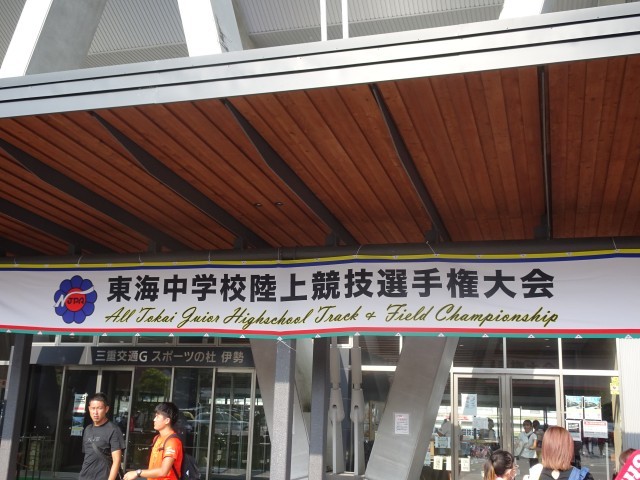 東海中学校陸上競技選手権大会
All Tokai Juior Highschool Track & Field Championship
三重交通G スポーツの杜 伊勢